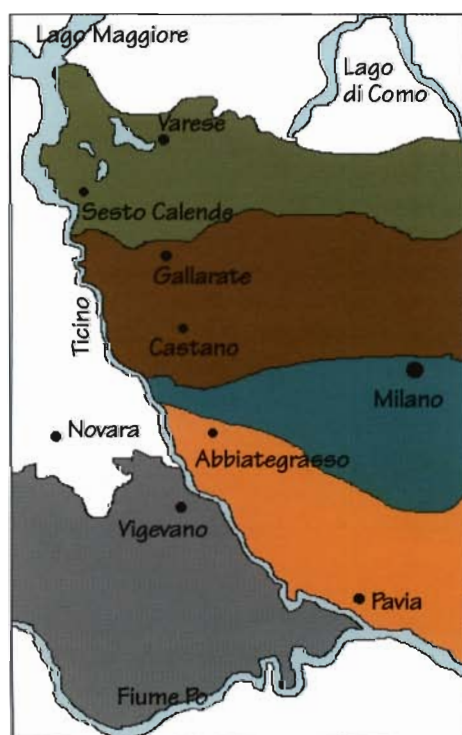 Lago Maggiore
Lago
di Como
Varese
Sesto Calende
Gallarate
Ticino
Castano
Milano
Novara
Abbiategrasso
Vigevano
Pavia
Fiume Po